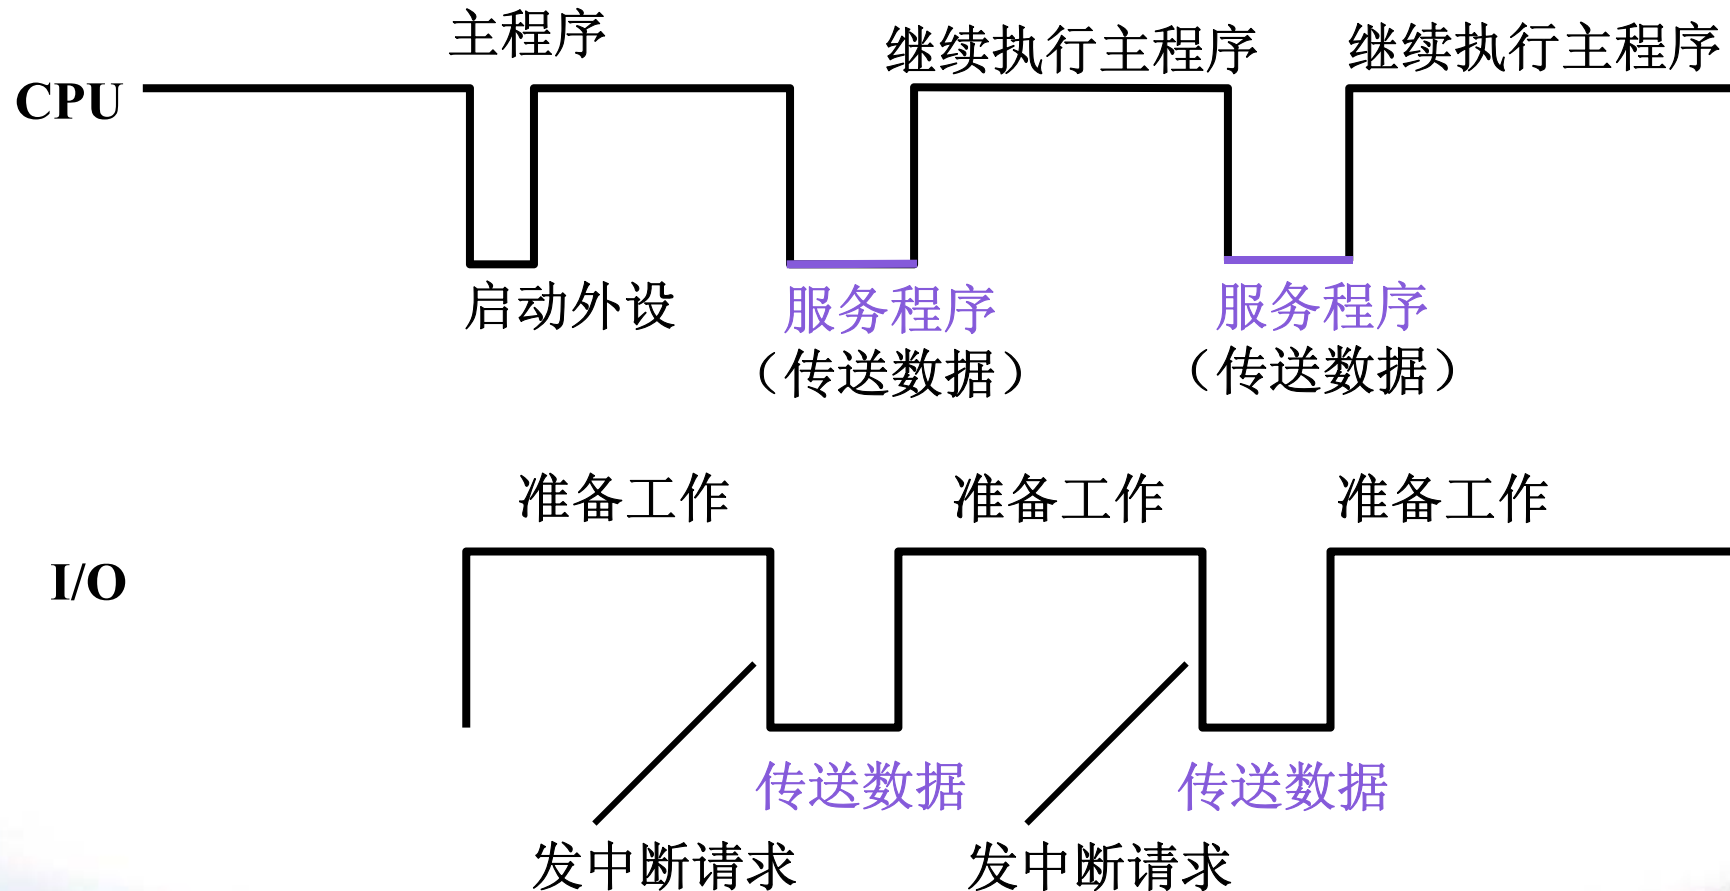 主程序
继续执行主程序
继续执行主程序
CPU
启动外设
服务程序
（传送数据）
服务程序
（传送数据）
准备工作
准备工作
准备工作
I/O
传送数据
传送数据
发中断请求
发中断请求